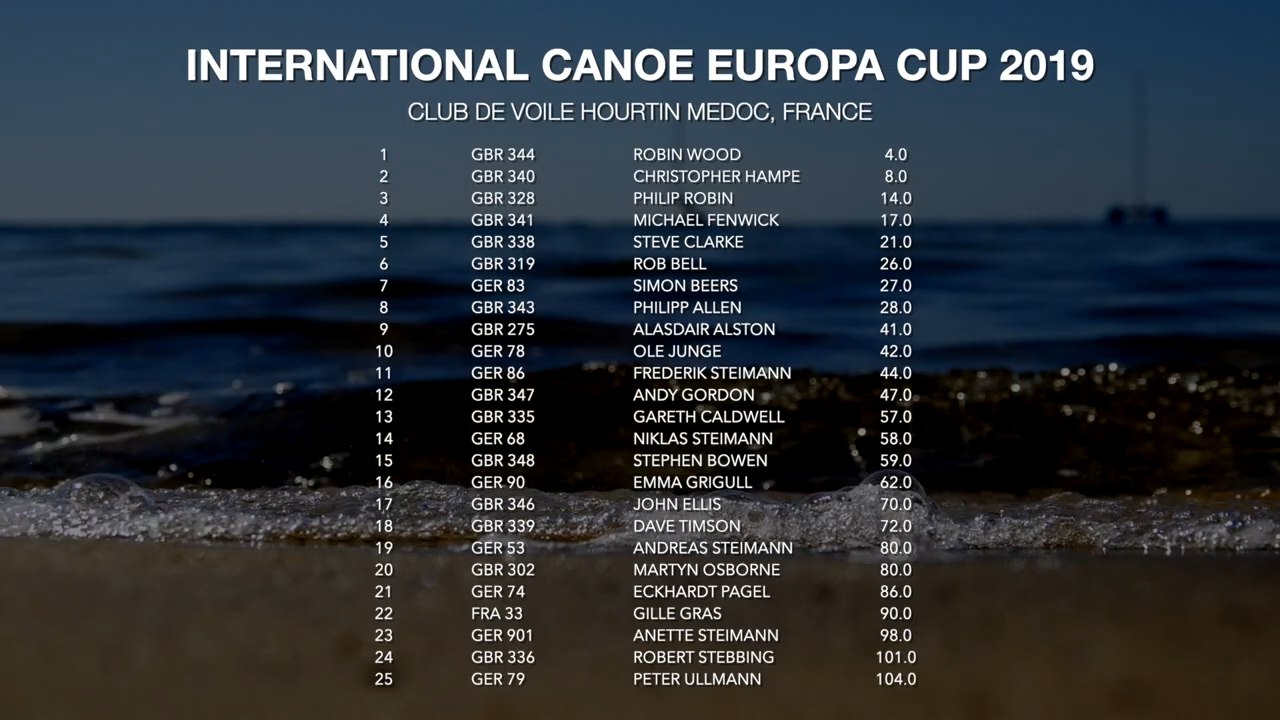 INTERNATIONAL CANOE EUROPA CUP 2019
CLUB DE VOILE HOURTIN MEDOC, FRANCE
1 GBR 344 ROBIN WOOD 4.0
2 GBR 340 CHRISTOPHER HAMPE 8.0
3 GBR 328 PHILIP ROBIN 14.0
4 GBR 341 MICHAEL FENWICK 17.0
5 GBR 338 STEVE CLARKE 21.0
6 GBR 319 ROB BELL 26.0
7 GER 83 SIMON BEERS 27.0
8 GBR 343 PHILIPP ALLEN 28.0
9 GBR 275 ALASDAIR ALSTON 41.0
10 GER 78 OLE JUNGE 42.0
11 GER 86 FREDERIK STEIMANN 44.0
12 GBR 347 ANDY GORDON 47.0
13 GBR 335 GARETH CALDWELL 57.0
14 GER 68 NIKLAS STEIMANN 58.0
15 GBR 348 STEPHEN BOWEN 59.0
16 GER 90 EMMA GRIGULL 62.0
17 GBR 346 JOHN ELLIS 70.0
18 GBR 339 DAVE TIMSON 72.0
19 GER 53 ANDREAS STEIMANN 80.0
20 GBR 302 MARTYN OSBORNE 80.0
21 GER 74 ECKHARDT PAGEL 86.0
22 FRA 33 GILLE GRAS 90.0
23 GER 901 ANETTE STEIMANN 98.0
24 GBR 336 ROBERT STEBBING 101.0
25 GER 79 PETER ULLMANN 104.0